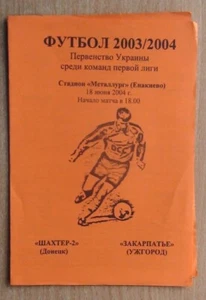 ФУТБОЛ 2003/2004
Первенство Украины
среди команд первой лиги
Стадион «Металлург» (Енакиево)
18 июня 2004 г.
Начало матча в 18.00
«ШАХТЕР-2» «ЗАКАРПАТЬЕ»
(Донецк) (УЖГОРОД)